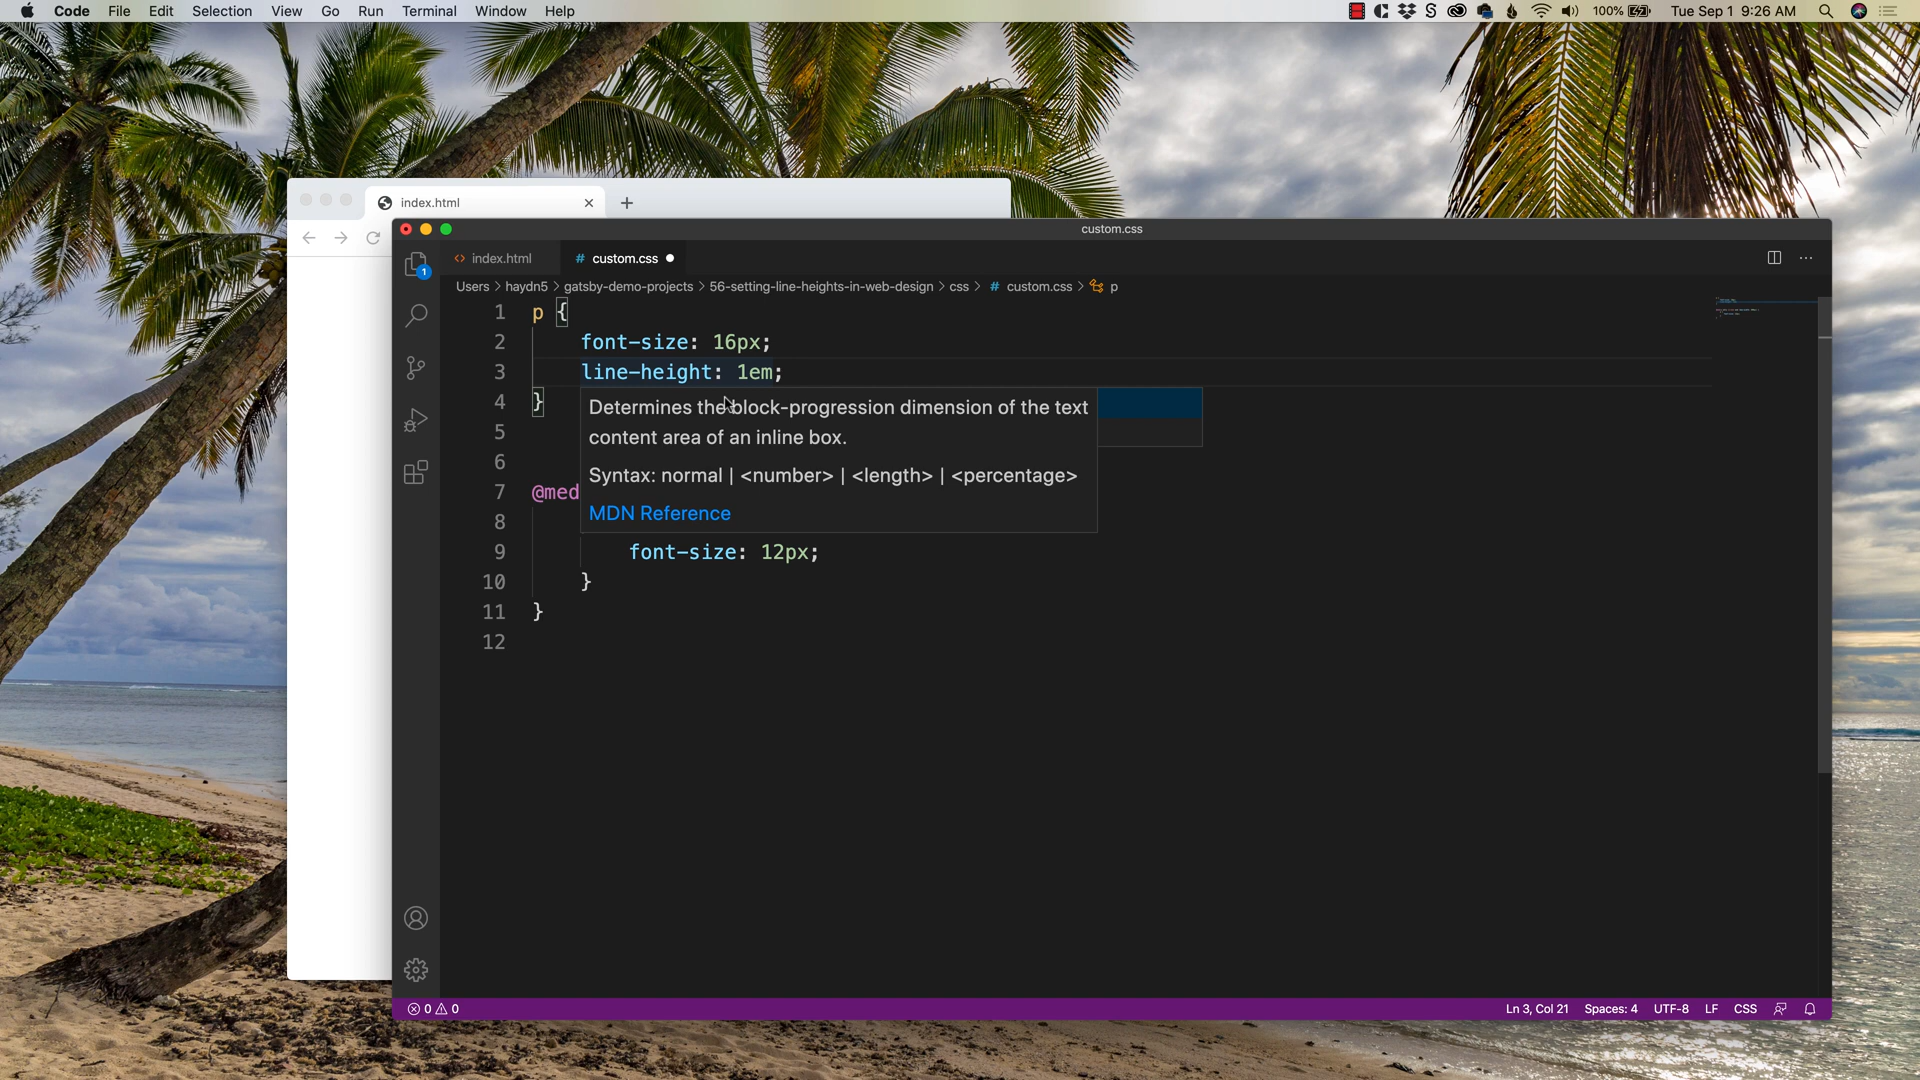 Code File Edit Selection View Go Run Terminal Window Help
100% Tue Sep 1 9:26 AM
index.html
custom.css
index.html
custom.css
1
Users > haydn5 > gatsby-demo-projects > 56-setting-line-heights-in-web-design > css > # custom.css > p
1 p {
2 font-size: 16px;
3 line-height: 1em;
4 }
Determines the block-progression dimension of the text
content area of an inline box.
5
6
Syntax: normal | <number> | <length> | <percentage>
7 @med
MDN Reference
8
9 font-size: 12px;
10 }
11 }
12
0 0
Ln 3, Col 21 Spaces: 4 UTF-8 LF CSS